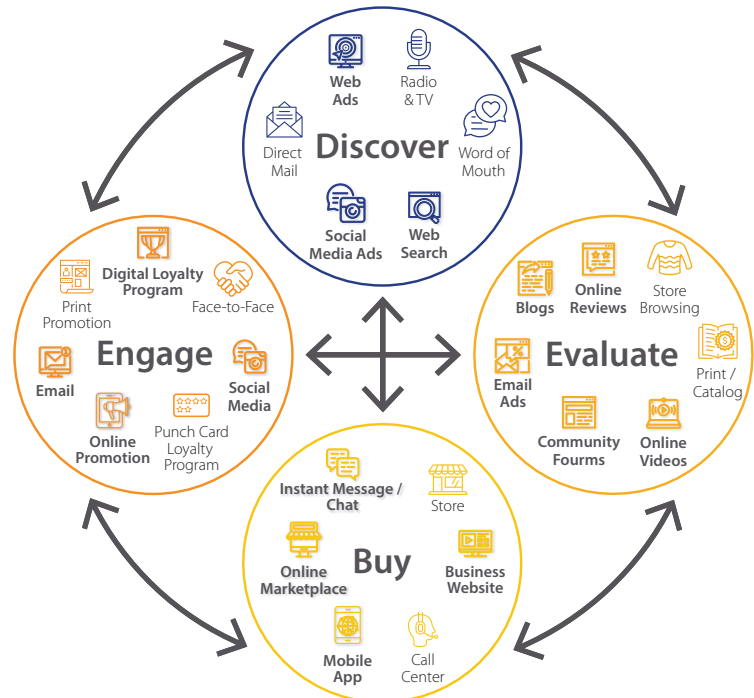 Web
Ads
Radio
& TV
Direct
Mail
Discover
Word of
Mouth
Social
Media Ads
Web
Search
Digital Loyalty
Program
Print
Promotion
Face-to-Face
Engage
Email
Social
Media
Online
Promotion
Punch Card
Loyalty
Program
Blogs
Online
Reviews
Store
Browsing
Evaluate
Email
Ads
Print /
Catalog
Community
Fourms
Online
Videos
Instant Message /
Chat
Store
Buy
Online
Marketplace
Business
Website
Mobile
App
Call
Center